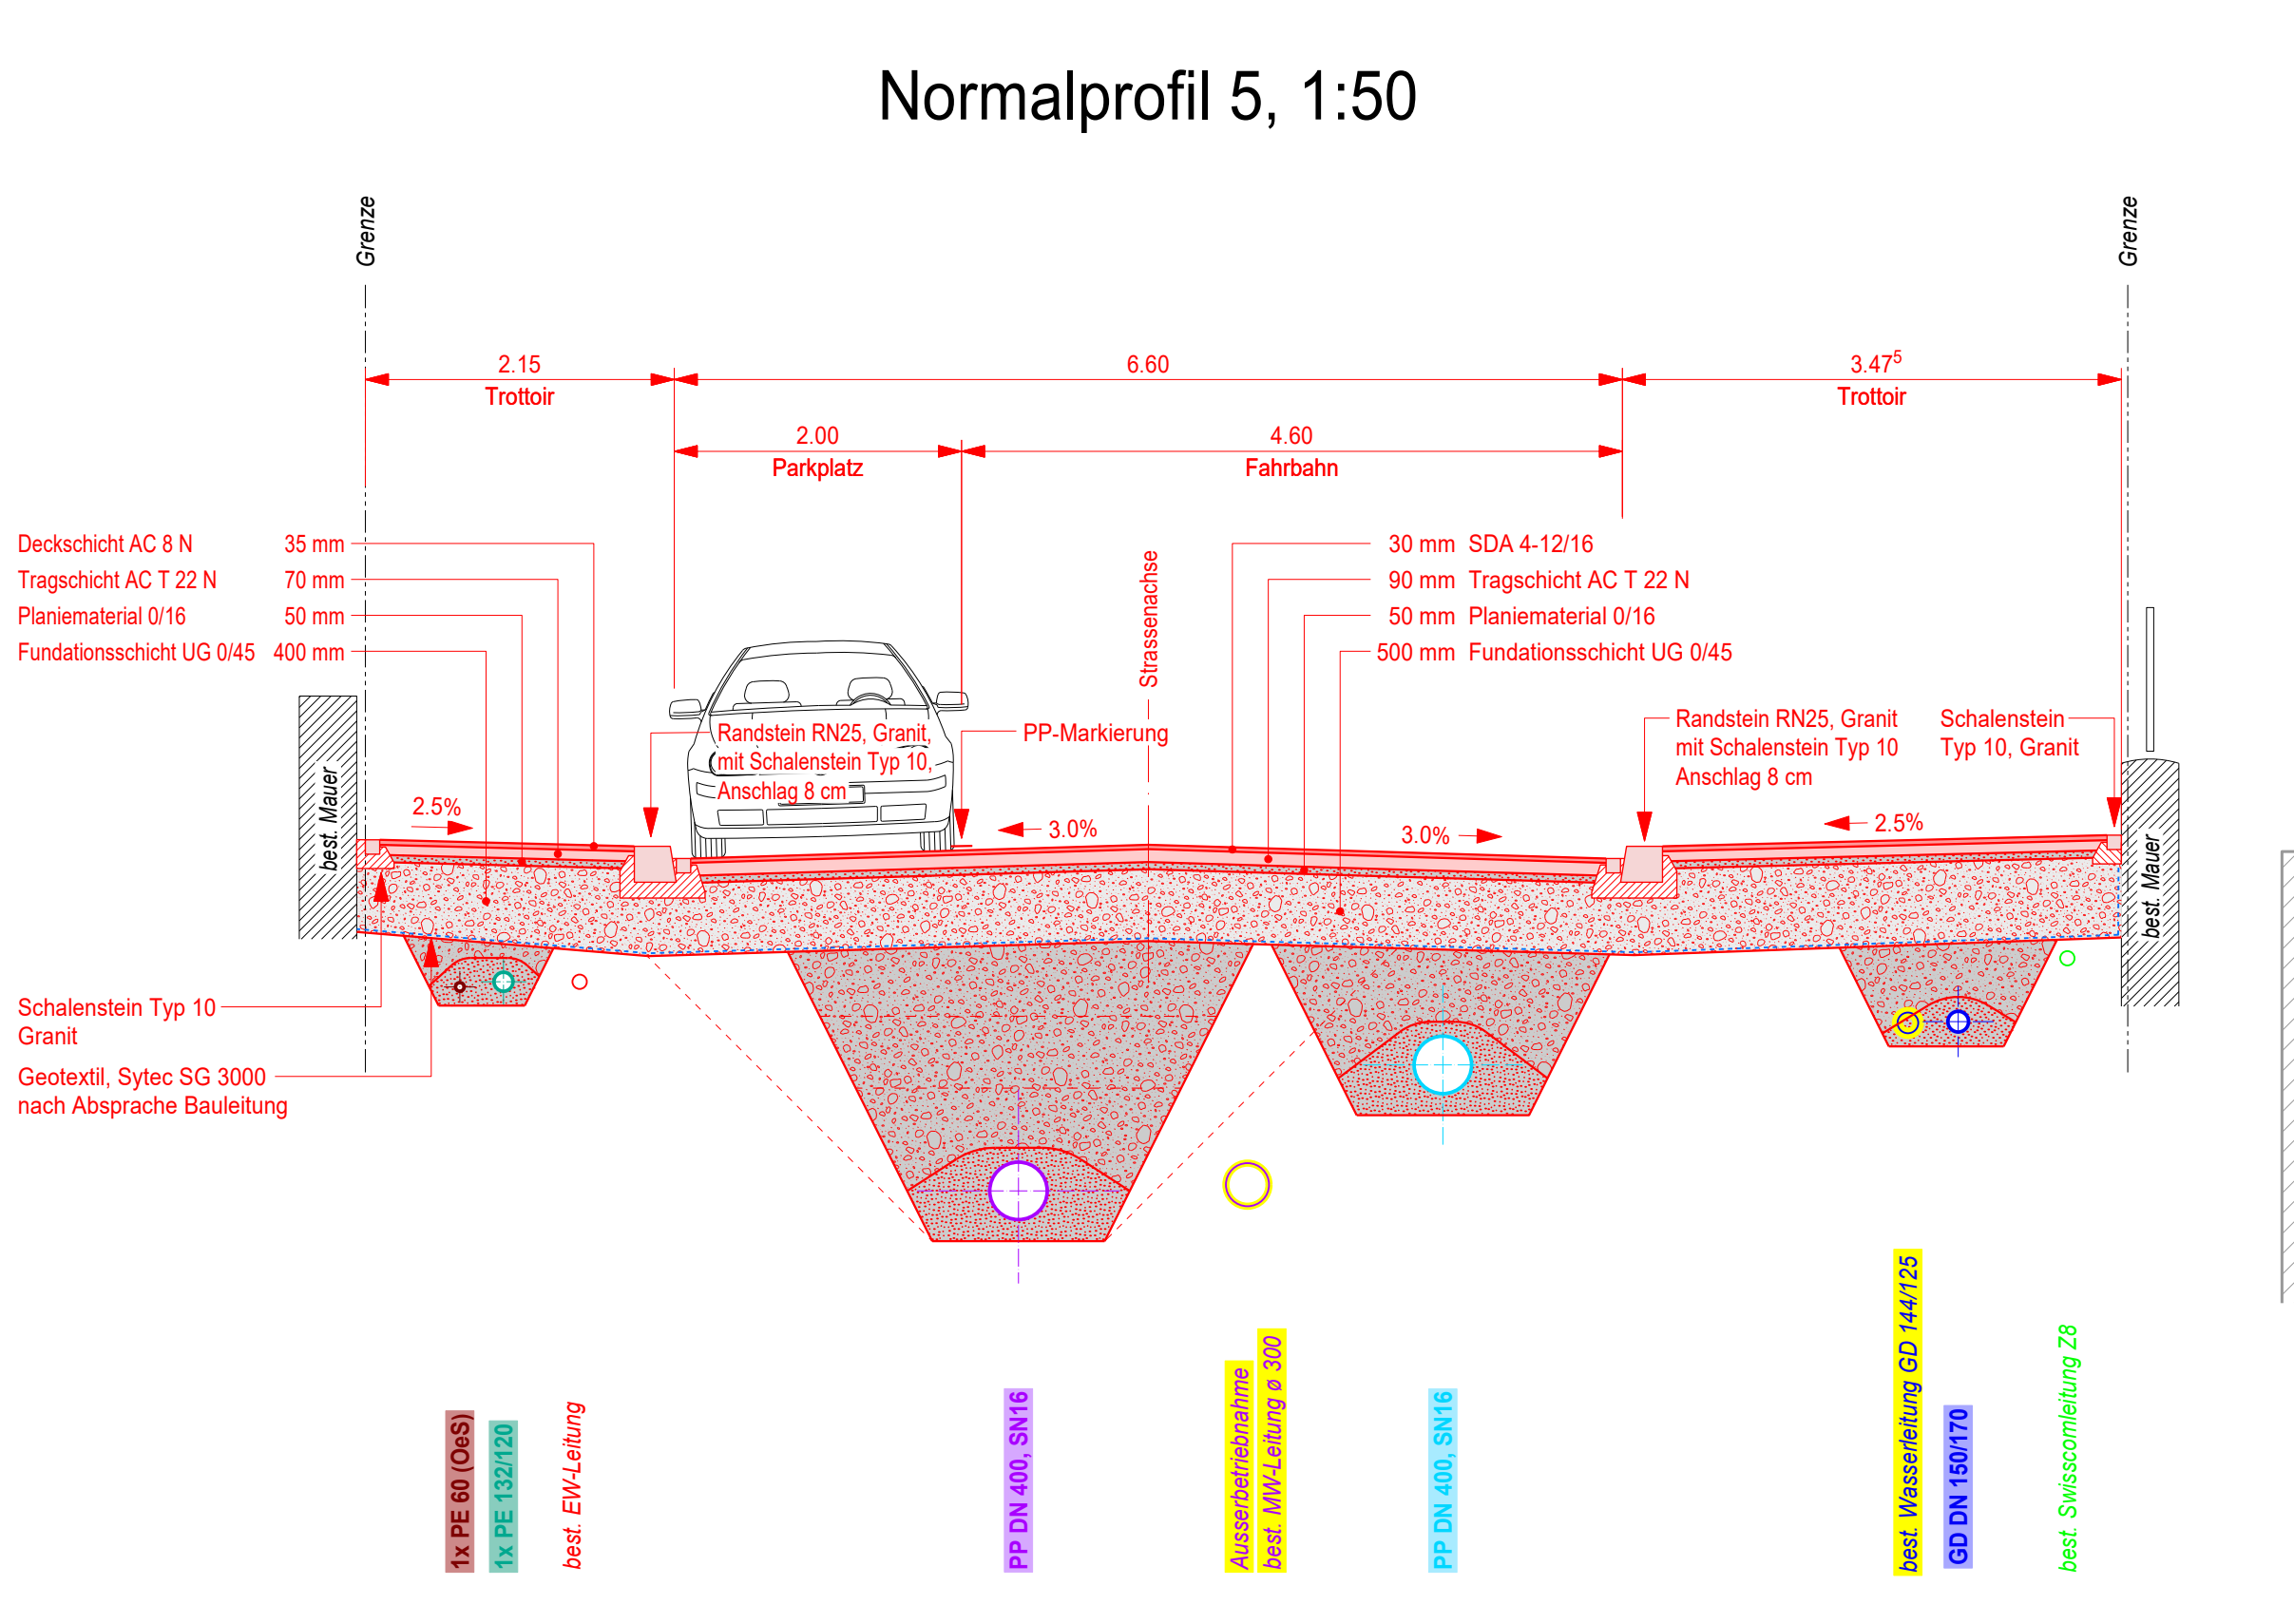 Normalprofil 5, 1:50
Grenze
Grenze
2.15
Trottoir
6.60
3.47⁵
Trottoir
2.00
Parkplatz
4.60
Fahrbahn
Deckschicht AC 8 N 35 mm
Tragschicht AC T 22 N 70 mm
Planiematerial 0/16 50 mm
Fundationsschicht UG 0/45 400 mm
Strassenachse
30 mm SDA 4-12/16
90 mm Tragschicht AC T 22 N
50 mm Planiematerial 0/16
500 mm Fundationsschicht UG 0/45
Randstein RN25, Granit,
mit Schalenstein Typ 10,
Anschlag 8 cm
PP-Markierung
Randstein RN25, Granit
mit Schalenstein Typ 10
Anschlag 8 cm
Schalenstein
Typ 10, Granit
best. Mauer
2.5%
3.0%
3.0%
2.5%
best. Mauer
Schalenstein Typ 10
Granit
Geotextil, Sytec SG 3000
nach Absprache Bauleitung
1x PE 60 (OeS)
1x PE 132/120
best. EW-Leitung
PP DN 400, SN16
Ausserbetriebnahme
best. MW-Leitung ø 300
PP DN 400, SN16
best. Wasserleitung GD 144/125
GD DN 150/170
best. Swisscomleitung Z8